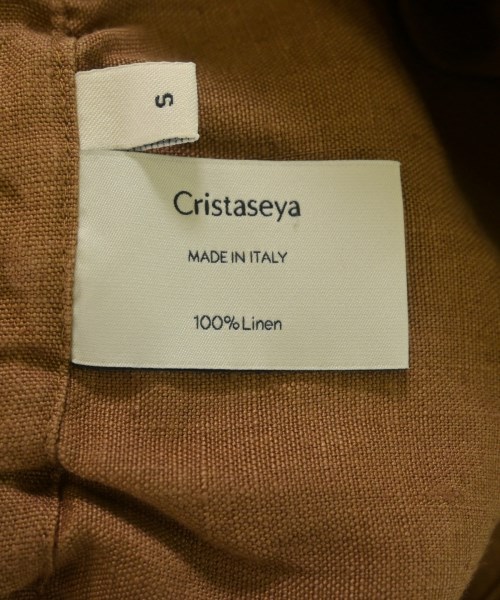 S
Cristaseya
MADE IN ITALY
100% Linen